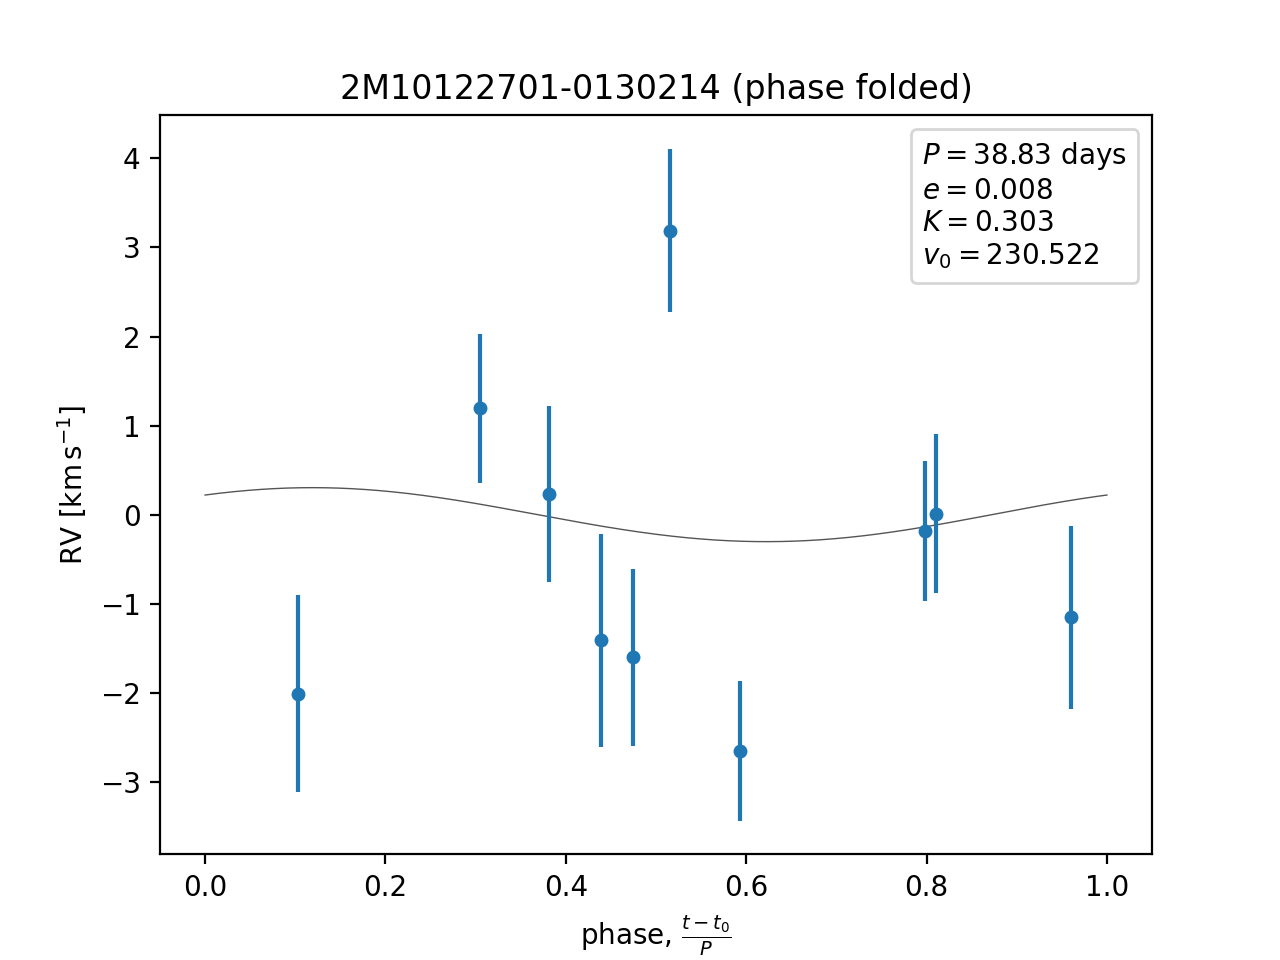 2M10122701-0130214 (phase folded)
P = 38.83 days
e = 0.008
K = 0.303
v₀ = 230.522
4
3
2
1
0
−1
−2
−3
RV [km s⁻¹]
0.0 0.2 0.4 0.6 0.8 1.0
phase, (t − t₀)/P